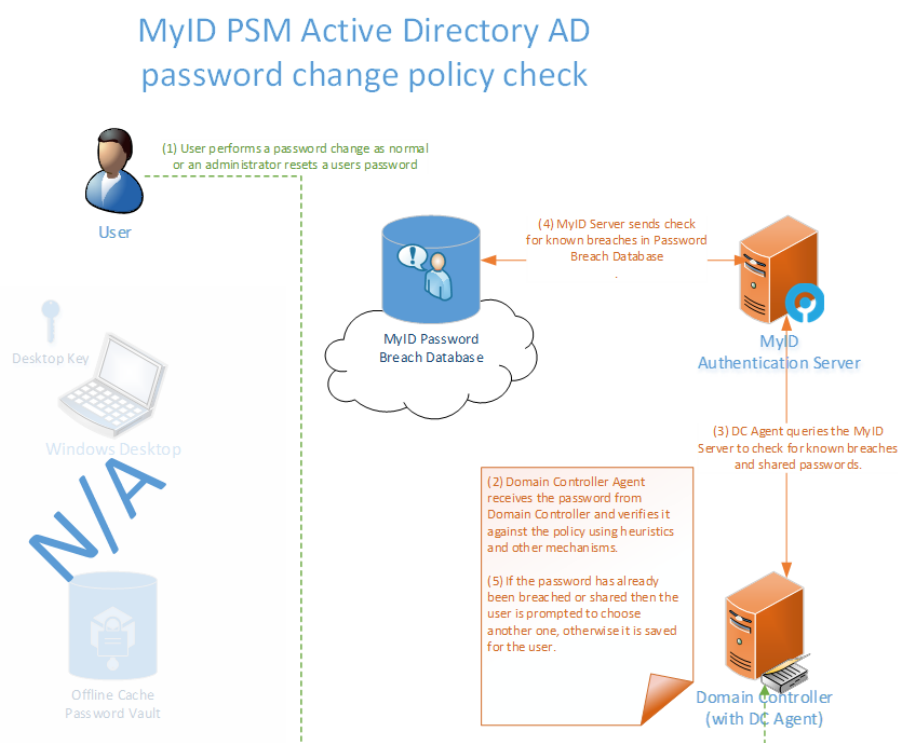 MyID PSM Active Directory AD
password change policy check
(1) User performs a password change as normal
or an administrator resets a users password
User
(4) MyID Server sends check
for known breaches in Password
Breach Database
.
MyID Password
Breach Database
MyID
Authentication Server
Desktop Key
Windows Desktop
N/A
(3) DC Agent queries the MyID
Server to check for known breaches
and shared passwords.
(2) Domain Controller Agent
receives the password from
Domain Controller and verifies it
against the policy using heuristics
and other mechanisms.
(5) If the password has already
been breached or shared then the
user is prompted to choose
another one, otherwise it is saved
for the user.
Offline Cache
Password Vault
Domain Controller
(with DC Agent)